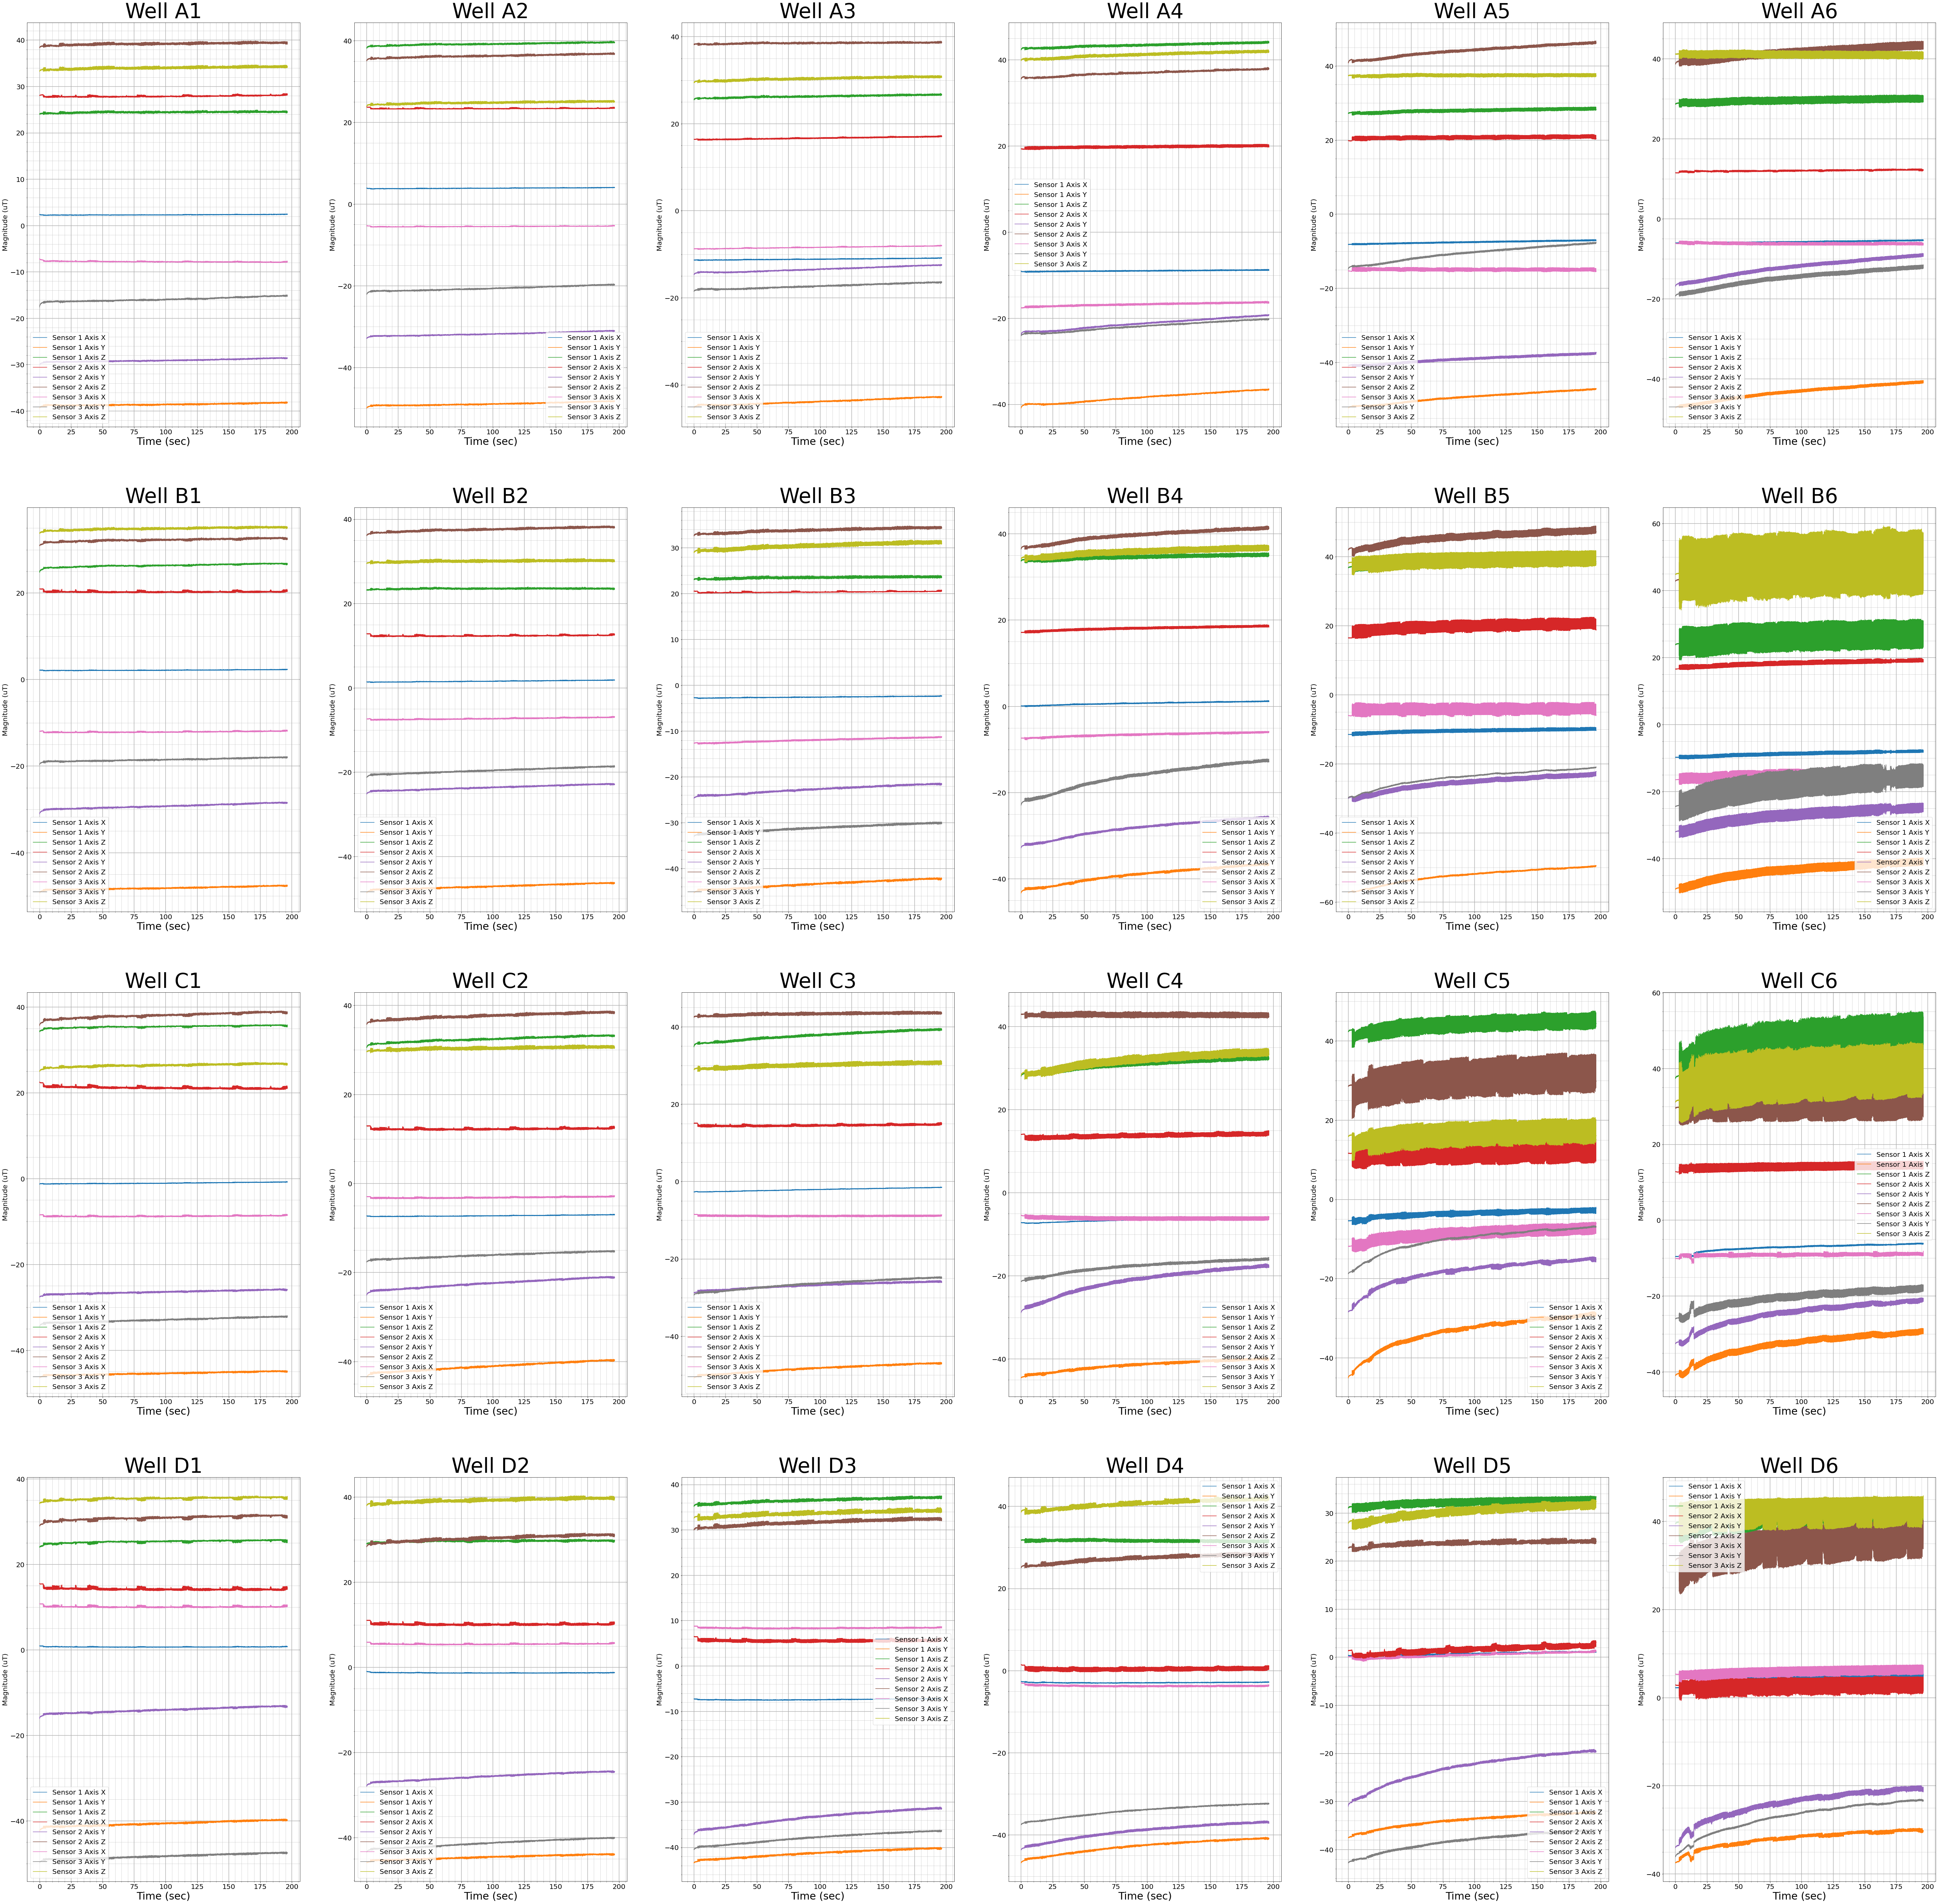 Well A1
Magnitude (uT)
40
30
20
10
0
−10
−20
−30
−40
Sensor 1 Axis X
Sensor 1 Axis Y
Sensor 1 Axis Z
Sensor 2 Axis X
Sensor 2 Axis Y
Sensor 2 Axis Z
Sensor 3 Axis X
Sensor 3 Axis Y
Sensor 3 Axis Z
0 25 50 75 100 125 150 175 200
Time (sec)
Well A2
Magnitude (uT)
40
20
0
−20
−40
Sensor 1 Axis X
Sensor 1 Axis Y
Sensor 1 Axis Z
Sensor 2 Axis X
Sensor 2 Axis Y
Sensor 2 Axis Z
Sensor 3 Axis X
Sensor 3 Axis Y
Sensor 3 Axis Z
0 25 50 75 100 125 150 175 200
Time (sec)
Well A3
Magnitude (uT)
40
20
0
−20
−40
Sensor 1 Axis X
Sensor 1 Axis Y
Sensor 1 Axis Z
Sensor 2 Axis X
Sensor 2 Axis Y
Sensor 2 Axis Z
Sensor 3 Axis X
Sensor 3 Axis Y
Sensor 3 Axis Z
0 25 50 75 100 125 150 175 200
Time (sec)
Well A4
Magnitude (uT)
40
20
0
−20
−40
Sensor 1 Axis X
Sensor 1 Axis Y
Sensor 1 Axis Z
Sensor 2 Axis X
Sensor 2 Axis Y
Sensor 2 Axis Z
Sensor 3 Axis X
Sensor 3 Axis Y
Sensor 3 Axis Z
0 25 50 75 100 125 150 175 200
Time (sec)
Well A5
Magnitude (uT)
40
20
0
−20
−40
Sensor 1 Axis X
Sensor 1 Axis Y
Sensor 1 Axis Z
Sensor 2 Axis X
Sensor 2 Axis Y
Sensor 2 Axis Z
Sensor 3 Axis X
Sensor 3 Axis Y
Sensor 3 Axis Z
0 25 50 75 100 125 150 175 200
Time (sec)
Well A6
Magnitude (uT)
40
20
0
−20
−40
Sensor 1 Axis X
Sensor 1 Axis Y
Sensor 1 Axis Z
Sensor 2 Axis X
Sensor 2 Axis Y
Sensor 2 Axis Z
Sensor 3 Axis X
Sensor 3 Axis Y
Sensor 3 Axis Z
0 25 50 75 100 125 150 175 200
Time (sec)
Well B1
Magnitude (uT)
20
0
−20
−40
Sensor 1 Axis X
Sensor 1 Axis Y
Sensor 1 Axis Z
Sensor 2 Axis X
Sensor 2 Axis Y
Sensor 2 Axis Z
Sensor 3 Axis X
Sensor 3 Axis Y
Sensor 3 Axis Z
0 25 50 75 100 125 150 175 200
Time (sec)
Well B2
Magnitude (uT)
40
20
0
−20
−40
Sensor 1 Axis X
Sensor 1 Axis Y
Sensor 1 Axis Z
Sensor 2 Axis X
Sensor 2 Axis Y
Sensor 2 Axis Z
Sensor 3 Axis X
Sensor 3 Axis Y
Sensor 3 Axis Z
0 25 50 75 100 125 150 175 200
Time (sec)
Well B3
Magnitude (uT)
30
20
10
0
−10
−20
−30
−40
Sensor 1 Axis X
Sensor 1 Axis Y
Sensor 1 Axis Z
Sensor 2 Axis X
Sensor 2 Axis Y
Sensor 2 Axis Z
Sensor 3 Axis X
Sensor 3 Axis Y
Sensor 3 Axis Z
0 25 50 75 100 125 150 175 200
Time (sec)
Well B4
Magnitude (uT)
40
20
0
−20
−40
Sensor 1 Axis X
Sensor 1 Axis Y
Sensor 1 Axis Z
Sensor 2 Axis X
Sensor 2 Axis Y
Sensor 2 Axis Z
Sensor 3 Axis X
Sensor 3 Axis Y
Sensor 3 Axis Z
0 25 50 75 100 125 150 175 200
Time (sec)
Well B5
Magnitude (uT)
40
20
0
−20
−40
−60
Sensor 1 Axis X
Sensor 1 Axis Y
Sensor 1 Axis Z
Sensor 2 Axis X
Sensor 2 Axis Y
Sensor 2 Axis Z
Sensor 3 Axis X
Sensor 3 Axis Y
Sensor 3 Axis Z
0 25 50 75 100 125 150 175 200
Time (sec)
Well B6
Magnitude (uT)
60
40
20
0
−20
−40
Sensor 1 Axis X
Sensor 1 Axis Y
Sensor 1 Axis Z
Sensor 2 Axis X
Sensor 2 Axis Y
Sensor 2 Axis Z
Sensor 3 Axis X
Sensor 3 Axis Y
Sensor 3 Axis Z
0 25 50 75 100 125 150 175 200
Time (sec)
Well C1
Magnitude (uT)
40
20
0
−20
−40
Sensor 1 Axis X
Sensor 1 Axis Y
Sensor 1 Axis Z
Sensor 2 Axis X
Sensor 2 Axis Y
Sensor 2 Axis Z
Sensor 3 Axis X
Sensor 3 Axis Y
Sensor 3 Axis Z
0 25 50 75 100 125 150 175 200
Time (sec)
Well C2
Magnitude (uT)
40
20
0
−20
−40
Sensor 1 Axis X
Sensor 1 Axis Y
Sensor 1 Axis Z
Sensor 2 Axis X
Sensor 2 Axis Y
Sensor 2 Axis Z
Sensor 3 Axis X
Sensor 3 Axis Y
Sensor 3 Axis Z
0 25 50 75 100 125 150 175 200
Time (sec)
Well C3
Magnitude (uT)
40
20
0
−20
−40
Sensor 1 Axis X
Sensor 1 Axis Y
Sensor 1 Axis Z
Sensor 2 Axis X
Sensor 2 Axis Y
Sensor 2 Axis Z
Sensor 3 Axis X
Sensor 3 Axis Y
Sensor 3 Axis Z
0 25 50 75 100 125 150 175 200
Time (sec)
Well C4
Magnitude (uT)
40
20
0
−20
−40
Sensor 1 Axis X
Sensor 1 Axis Y
Sensor 1 Axis Z
Sensor 2 Axis X
Sensor 2 Axis Y
Sensor 2 Axis Z
Sensor 3 Axis X
Sensor 3 Axis Y
Sensor 3 Axis Z
0 25 50 75 100 125 150 175 200
Time (sec)
Well C5
Magnitude (uT)
40
20
0
−20
−40
Sensor 1 Axis X
Sensor 1 Axis Y
Sensor 1 Axis Z
Sensor 2 Axis X
Sensor 2 Axis Y
Sensor 2 Axis Z
Sensor 3 Axis X
Sensor 3 Axis Y
Sensor 3 Axis Z
0 25 50 75 100 125 150 175 200
Time (sec)
Well C6
Magnitude (uT)
60
40
20
0
−20
−40
Sensor 1 Axis X
Sensor 1 Axis Y
Sensor 1 Axis Z
Sensor 2 Axis X
Sensor 2 Axis Y
Sensor 2 Axis Z
Sensor 3 Axis X
Sensor 3 Axis Y
Sensor 3 Axis Z
0 25 50 75 100 125 150 175 200
Time (sec)
Well D1
Magnitude (uT)
40
20
0
−20
−40
Sensor 1 Axis X
Sensor 1 Axis Y
Sensor 1 Axis Z
Sensor 2 Axis X
Sensor 2 Axis Y
Sensor 2 Axis Z
Sensor 3 Axis X
Sensor 3 Axis Y
Sensor 3 Axis Z
0 25 50 75 100 125 150 175 200
Time (sec)
Well D2
Magnitude (uT)
40
20
0
−20
−40
Sensor 1 Axis X
Sensor 1 Axis Y
Sensor 1 Axis Z
Sensor 2 Axis X
Sensor 2 Axis Y
Sensor 2 Axis Z
Sensor 3 Axis X
Sensor 3 Axis Y
Sensor 3 Axis Z
0 25 50 75 100 125 150 175 200
Time (sec)
Well D3
Magnitude (uT)
40
30
20
10
0
−10
−20
−30
−40
Sensor 1 Axis X
Sensor 1 Axis Y
Sensor 1 Axis Z
Sensor 2 Axis X
Sensor 2 Axis Y
Sensor 2 Axis Z
Sensor 3 Axis X
Sensor 3 Axis Y
Sensor 3 Axis Z
0 25 50 75 100 125 150 175 200
Time (sec)
Well D4
Magnitude (uT)
40
20
0
−20
−40
Sensor 1 Axis X
Sensor 1 Axis Y
Sensor 1 Axis Z
Sensor 2 Axis X
Sensor 2 Axis Y
Sensor 2 Axis Z
Sensor 3 Axis X
Sensor 3 Axis Y
Sensor 3 Axis Z
0 25 50 75 100 125 150 175 200
Time (sec)
Well D5
Magnitude (uT)
30
20
10
0
−10
−20
−30
−40
Sensor 1 Axis X
Sensor 1 Axis Y
Sensor 1 Axis Z
Sensor 2 Axis X
Sensor 2 Axis Y
Sensor 2 Axis Z
Sensor 3 Axis X
Sensor 3 Axis Y
Sensor 3 Axis Z
0 25 50 75 100 125 150 175 200
Time (sec)
Well D6
Magnitude (uT)
40
20
0
−20
−40
Sensor 1 Axis X
Sensor 1 Axis Y
Sensor 1 Axis Z
Sensor 2 Axis X
Sensor 2 Axis Y
Sensor 2 Axis Z
Sensor 3 Axis X
Sensor 3 Axis Y
Sensor 3 Axis Z
0 25 50 75 100 125 150 175 200
Time (sec)